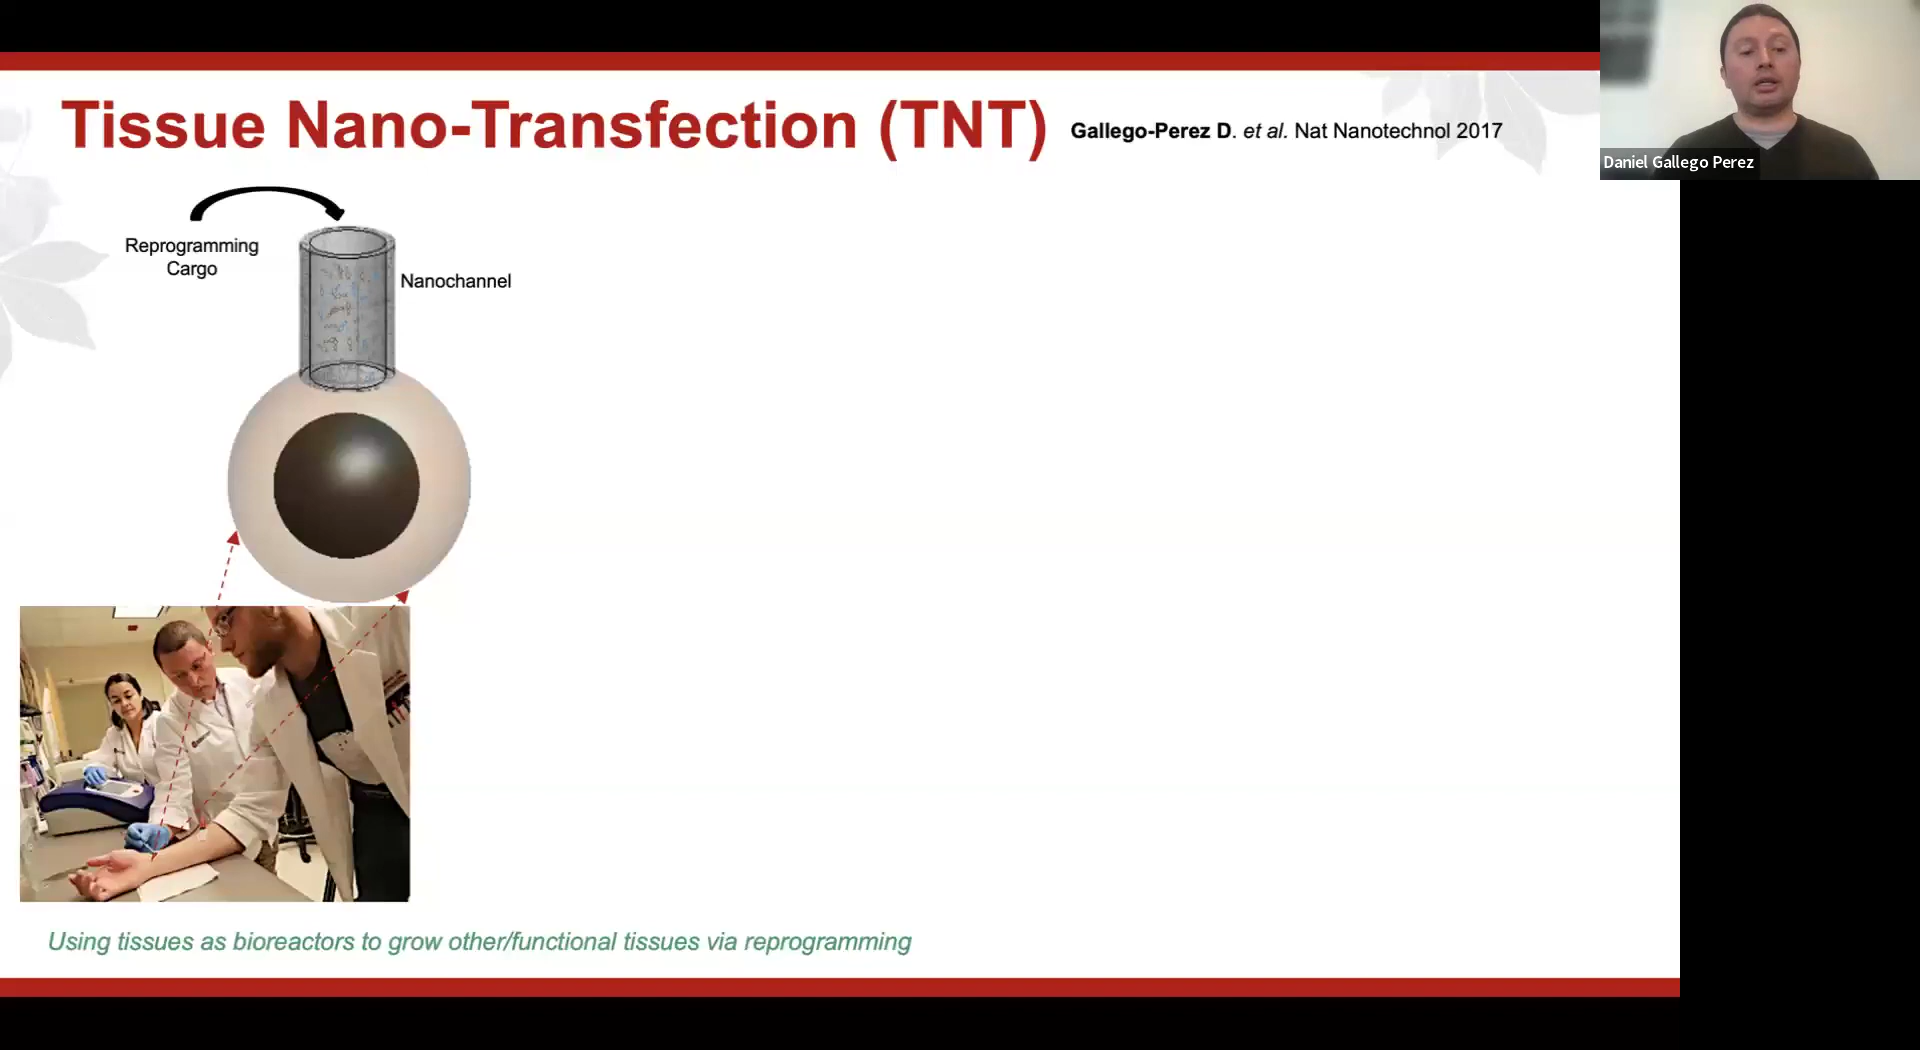 Tissue Nano-Transfection (TNT) Gallego-Perez D. et al. Nat Nanotechnol 2017
Daniel Gallego Perez
Reprogramming
Cargo
Nanochannel
Using tissues as bioreactors to grow other/functional tissues via reprogramming